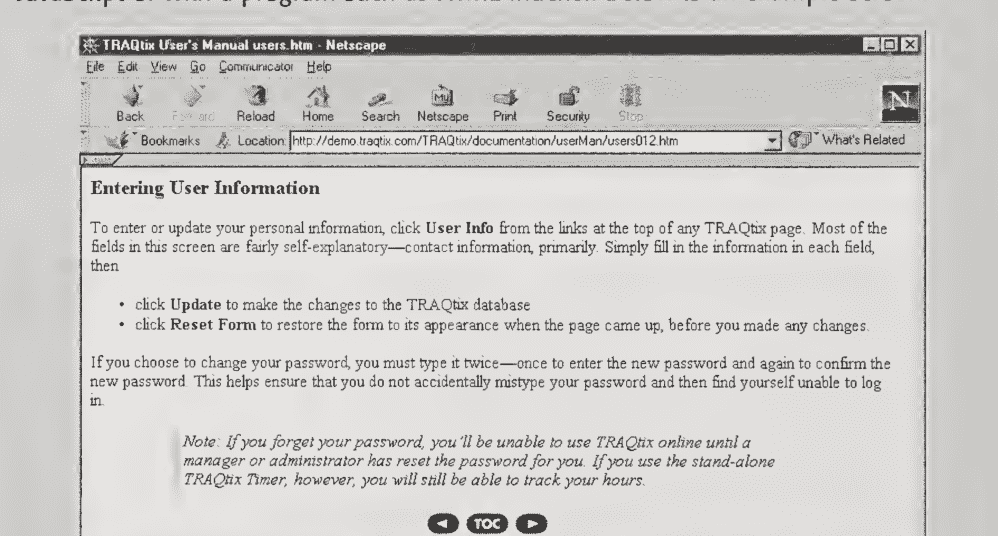 TRAQtix User's Manual users.htm - Netscape
File Edit View Go Communicator Help
Back Forward Reload Home Search Netscape Print Security Stop
Bookmarks Location: http://demo.traqtix.com/TRAQtix/documentation/userMan/users012.htm What's Related
Entering User Information
To enter or update your personal information, click User Info from the links at the top of any TRAQtix page. Most of the
fields in this screen are fairly self-explanatory—contact information, primarily. Simply fill in the information in each field,
then
• click Update to make the changes to the TRAQtix database
• click Reset Form to restore the form to its appearance when the page came up, before you made any changes.
If you choose to change your password, you must type it twice—once to enter the new password and again to confirm the
new password. This helps ensure that you do not accidentally mistype your password and then find yourself unable to log
in.
Note: If you forget your password, you'll be unable to use TRAQtix online until a
manager or administrator has reset the password for you. If you use the stand-alone
TRAQtix Timer, however, you will still be able to track your hours.
TOC